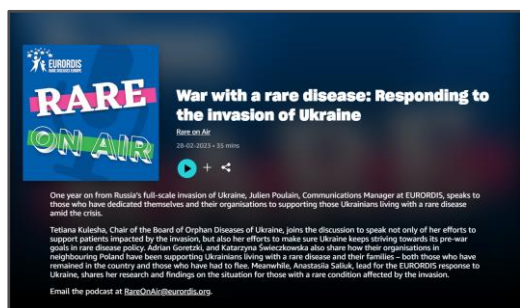 EURORDIS
RARE DISEASES EUROPE
RARE
ON AIR
War with a rare disease: Responding to
the invasion of Ukraine
Rare on Air
28-02-2023 • 35 mins
One year on from Russia's full-scale invasion of Ukraine, Julien Poulain, Communications Manager at EURORDIS, speaks to
those who have dedicated themselves and their organisations to supporting those Ukrainians living with a rare disease
amid the crisis.
Tetiana Kulesha, Chair of the Board of Orphan Diseases of Ukraine, joins the discussion to speak not only of her efforts to
support patients impacted by the invasion, but also her efforts to make sure Ukraine keeps striving towards its pre-war
goals in rare disease policy. Adrian Goretzki, and Katarzyna Świeczkowska also share how their organisations in
neighbouring Poland have been supporting Ukrainians living with a rare disease and their families – both those who have
remained in the country and those who have had to flee. Meanwhile, Anastasiia Saliuk, lead for the EURORDIS response to
Ukraine, shares her research and findings on the situation for those with a rare condition affected by the invasion.
Email the podcast at RareOnAir@eurordis.org.